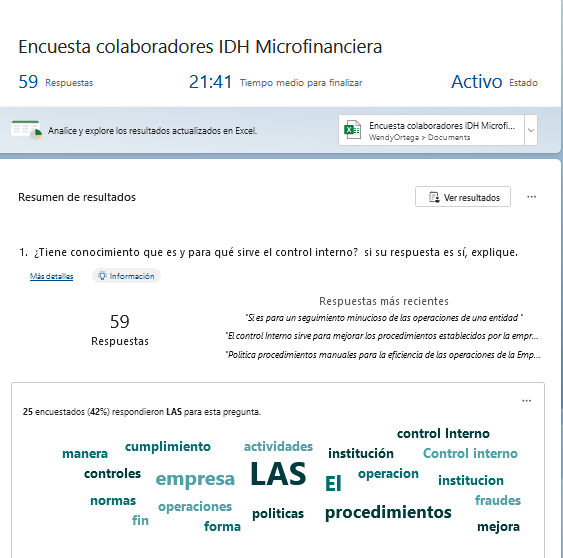 Encuesta colaboradores IDH Microfinanciera
59 Respuestas 21:41 Tiempo medio para finalizar Activo Estado
Analice y explore los resultados actualizados en Excel.
Encuesta colaboradores IDH Microfi...
WendyOrtega > Documents
Resumen de resultados
Ver resultados
1. ¿Tiene conocimiento que es y para qué sirve el control interno? si su respuesta es sí, explique.
Más detalles Información
59
Respuestas
Respuestas más recientes
"Si es para un seguimiento minucioso de las operaciones de una entidad "
"El control Interno sirve para mejorar los procedimientos establecidos por la empr...
"Politica procedimientos manuales para la eficiencia de las operaciones de la Emp...
25 encuestados (42%) respondieron LAS para esta pregunta.
control Interno
manera cumplimiento actividades institución Control interno
controles empresa LAS El operacion institucion
normas operaciones fraudes
fin forma politicas procedimientos mejora